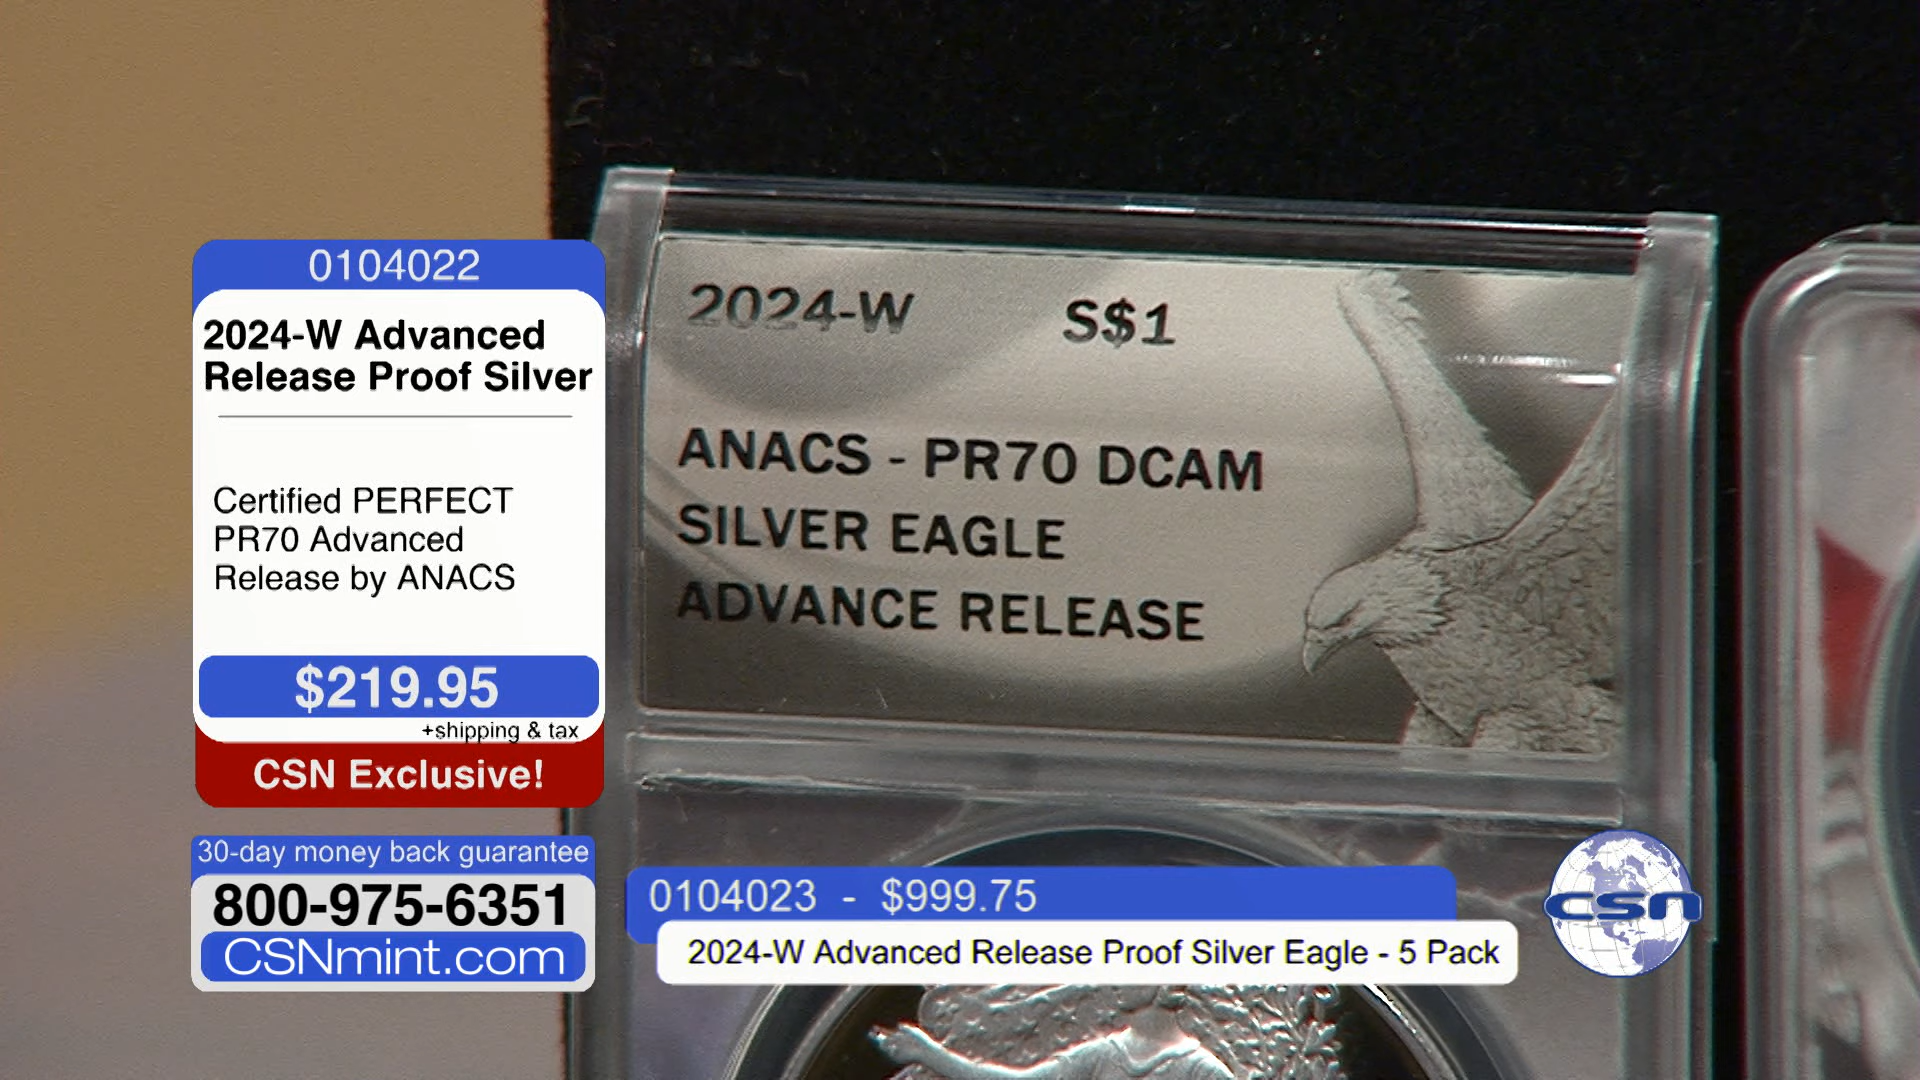 0104022
2024-W Advanced
Release Proof Silver
Certified PERFECT
PR70 Advanced
Release by ANACS
$219.95
+shipping & tax
CSN Exclusive!
30-day money back guarantee
800-975-6351
CSNmint.com
2024-W S$1
ANACS - PR70 DCAM
SILVER EAGLE
ADVANCE RELEASE
0104023 - $999.75
2024-W Advanced Release Proof Silver Eagle - 5 Pack
csn